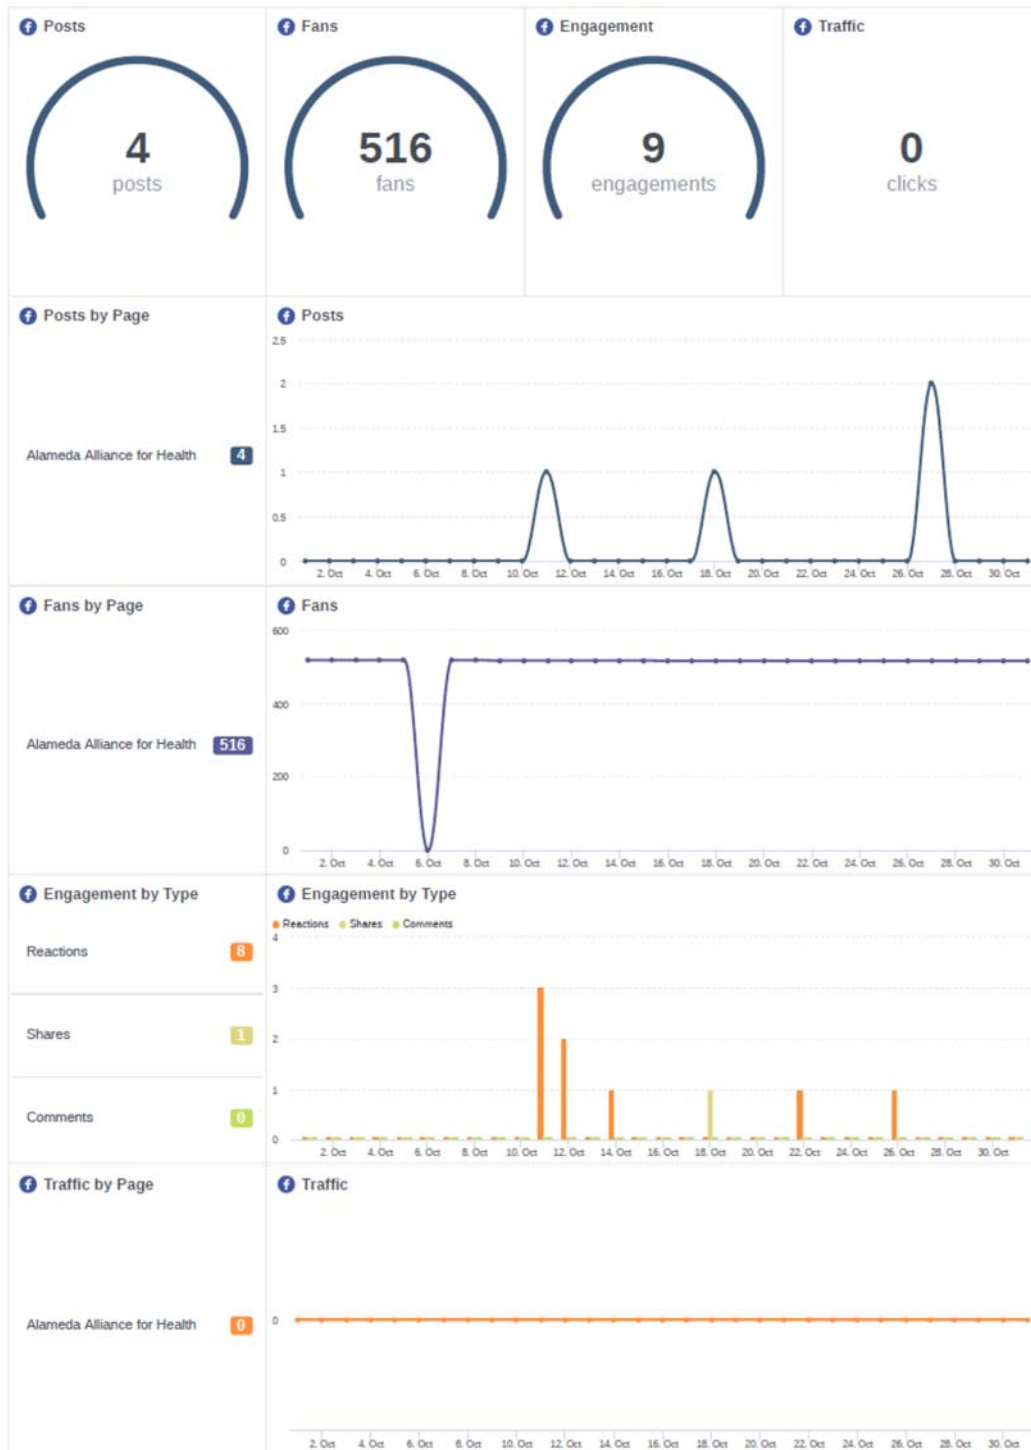 Posts
Fans
Engagement
Traffic
4
posts
516
fans
9
engagements
0
clicks
Posts by Page
Alameda Alliance for Health 4
Posts
2.5
2
1.5
1
0.5
0
2. Oct 4. Oct 6. Oct 8. Oct 10. Oct 12. Oct 14. Oct 16. Oct 18. Oct 20. Oct 22. Oct 24. Oct 26. Oct 28. Oct 30. Oct
Fans by Page
Alameda Alliance for Health 516
Fans
600
400
200
0
2. Oct 4. Oct 6. Oct 8. Oct 10. Oct 12. Oct 14. Oct 16. Oct 18. Oct 20. Oct 22. Oct 24. Oct 26. Oct 28. Oct 30. Oct
Engagement by Type
Reactions 8
Shares 1
Comments 0
Engagement by Type
Reactions Shares Comments
4
3
2
1
0
2. Oct 4. Oct 6. Oct 8. Oct 10. Oct 12. Oct 14. Oct 16. Oct 18. Oct 20. Oct 22. Oct 24. Oct 26. Oct 28. Oct 30. Oct
Traffic by Page
Alameda Alliance for Health 0
Traffic
0
2. Oct 4. Oct 6. Oct 8. Oct 10. Oct 12. Oct 14. Oct 16. Oct 18. Oct 20. Oct 22. Oct 24. Oct 26. Oct 28. Oct 30. Oct